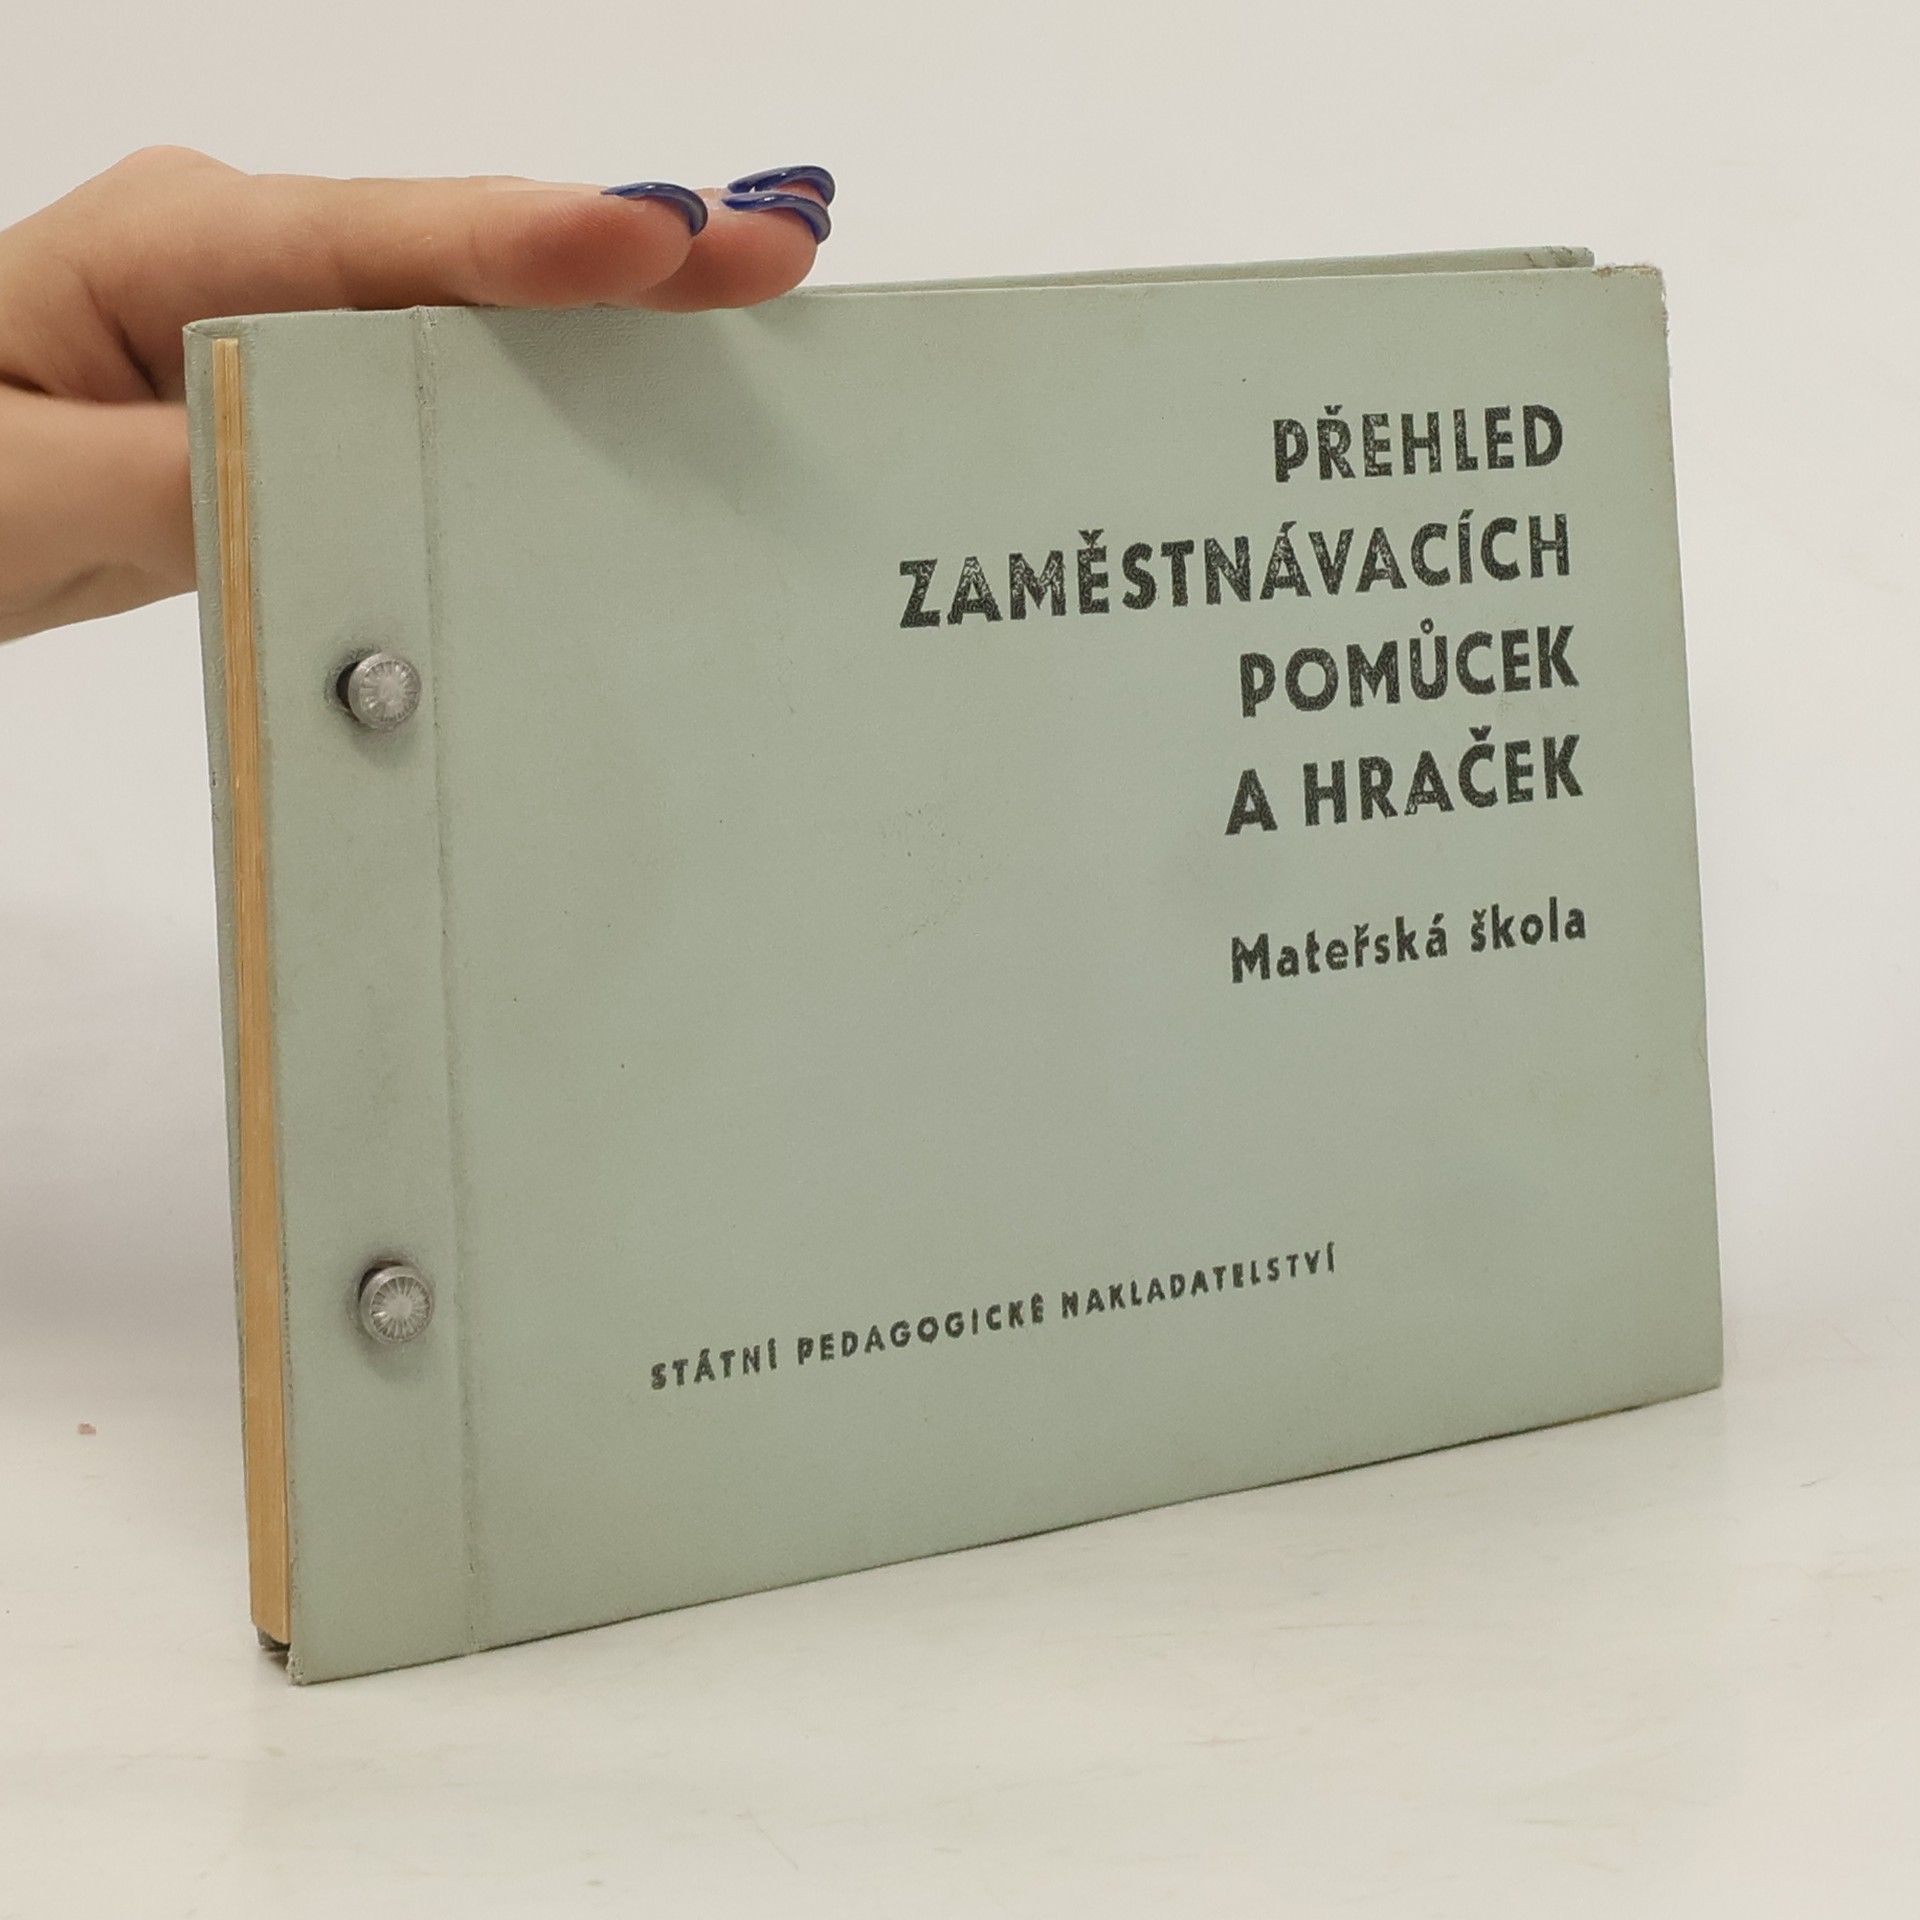 PŘEHLED
ZAMĚSTNÁVACÍCH
POMŮCEK
A HRAČEK
Mateřská škola
STÁTNÍ PEDAGOGICKÉ NAKLADATELSTVÍ